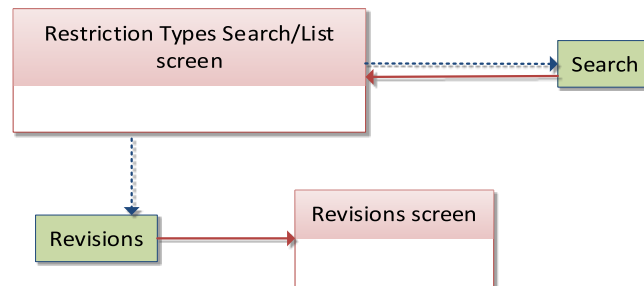 Restriction Types Search/List
screen
Search
Revisions screen
Revisions